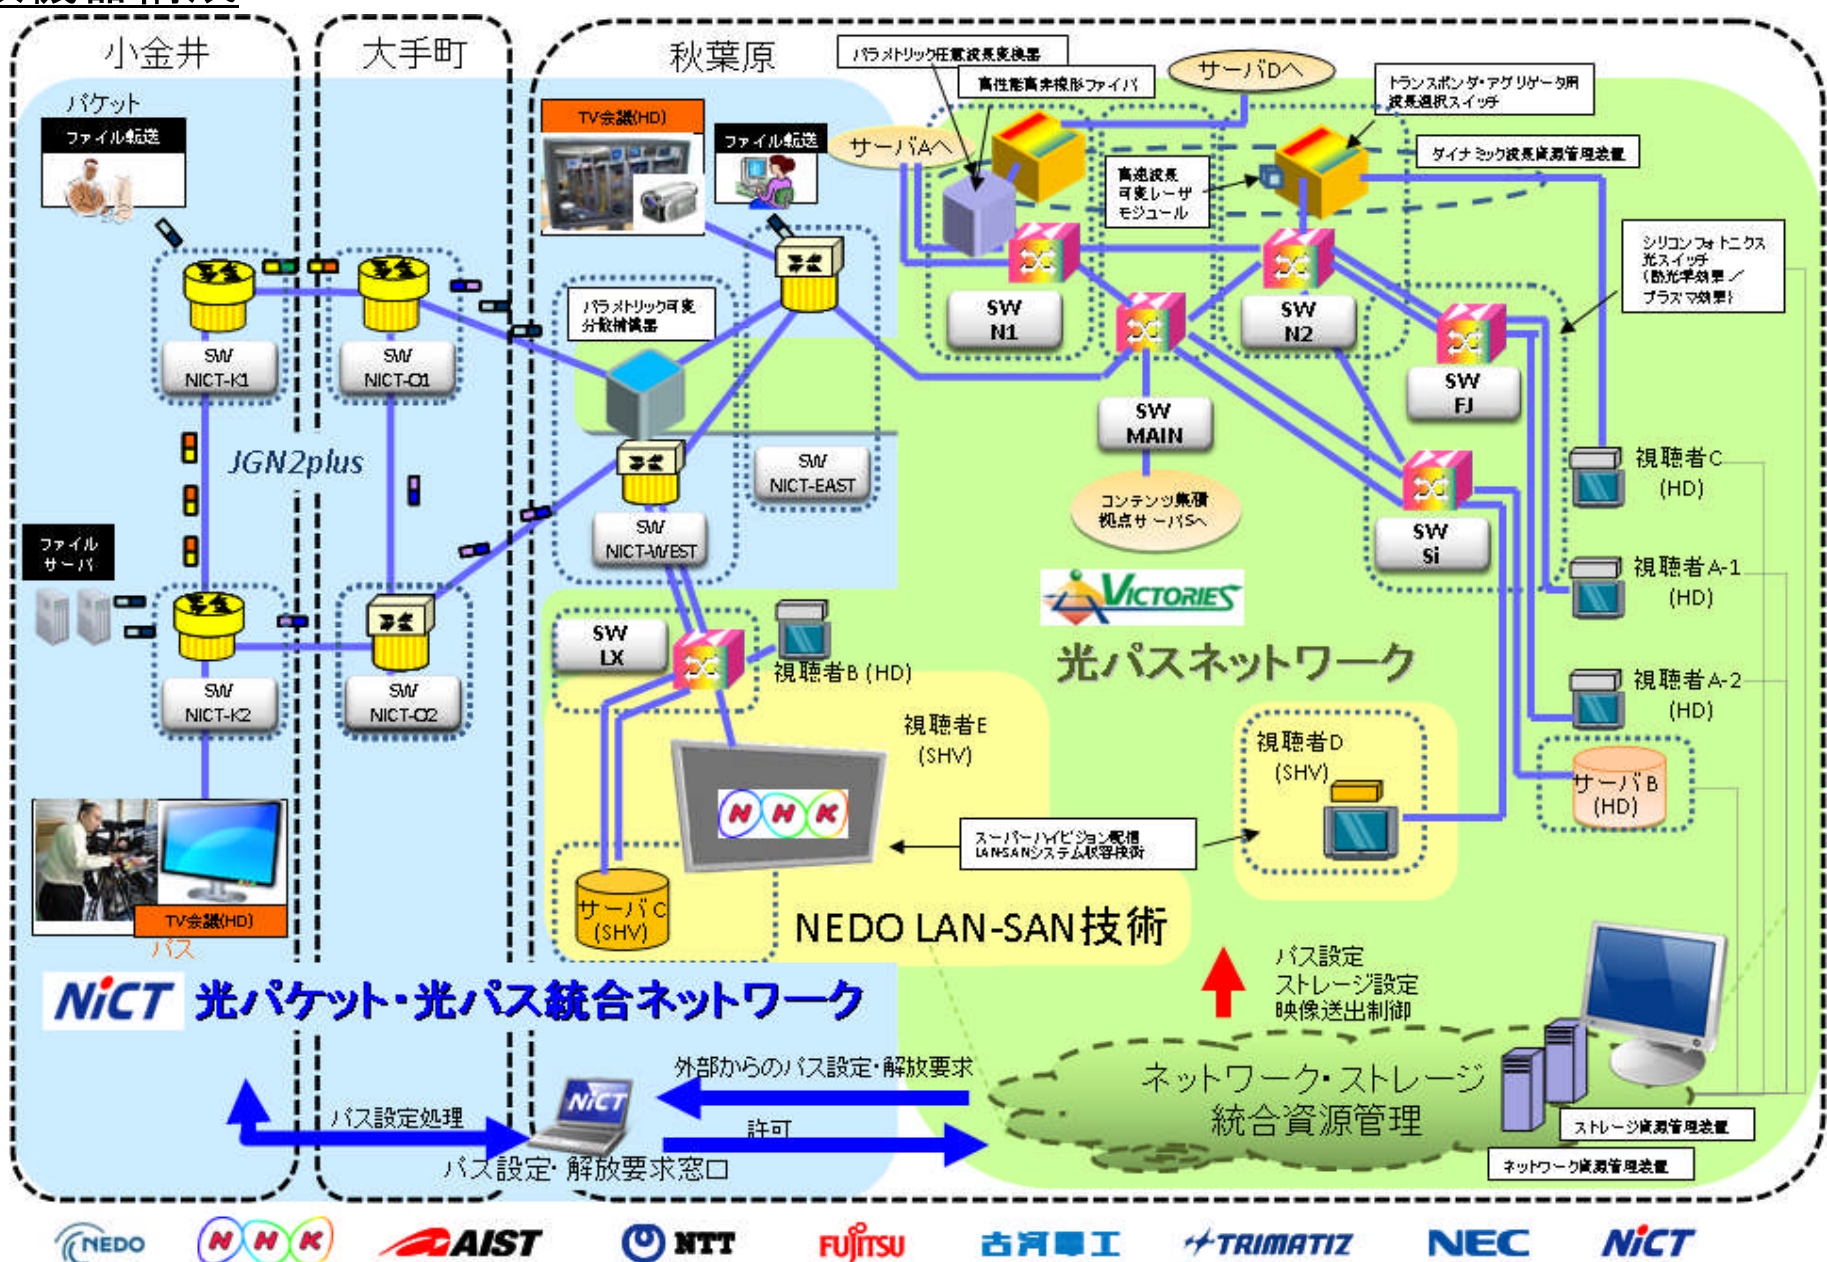 小金井
大手町
秋葉原
パケット
ファイル転送
TV会議(HD)
ファイル転送
パラメトリック任意波長変換器
高性能高非線形ファイバ
サーバDへ
トランスポンダ・アグリゲータ用
波長選択スイッチ
サーバAへ
ダイナミック波長資源管理装置
高速波長
可変レーザ
モジュール
シリコンフォトニクス
光スイッチ
プラズマ効果)
パラメトリック可変
分散補償器
SW
NICT-K1
SW
NICT-O1
SW
N1
SW
N2
SW
FJ
SW
MAIN
JGN2plus
SW
NICT-EAST
SW
NICT-WEST
コンテンツ集積
拠点サーバSへ
SW
Si
視聴者C
(HD)
ファイル
サーバ
視聴者A-1
(HD)
VICTORIES
光パスネットワーク
SW
LX
視聴者B (HD)
SW
NICT-K2
SW
NICT-O2
視聴者A-2
(HD)
視聴者E
(SHV)
視聴者D
(SHV)
サーバB
(HD)
NHK
スーパーハイビジョン配信
LAN-SANシステム収容技術
TV会議(HD)
パス
サーバC
(SHV)
NEDO LAN-SAN技術
NiCT 光パケット・光パス統合ネットワーク
パス設定
ストレージ設定
映像送出制御
外部からのパス設定・解放要求
ネットワーク・ストレージ
統合資源管理
NiCT
パス設定処理
許可
パス設定・解放要求窓口
ストレージ資源管理装置
ネットワーク資源管理装置
NEDO
NHK
AIST
NTT
FUJITSU
古河電工
TRIMATIZ
NEC
NiCT